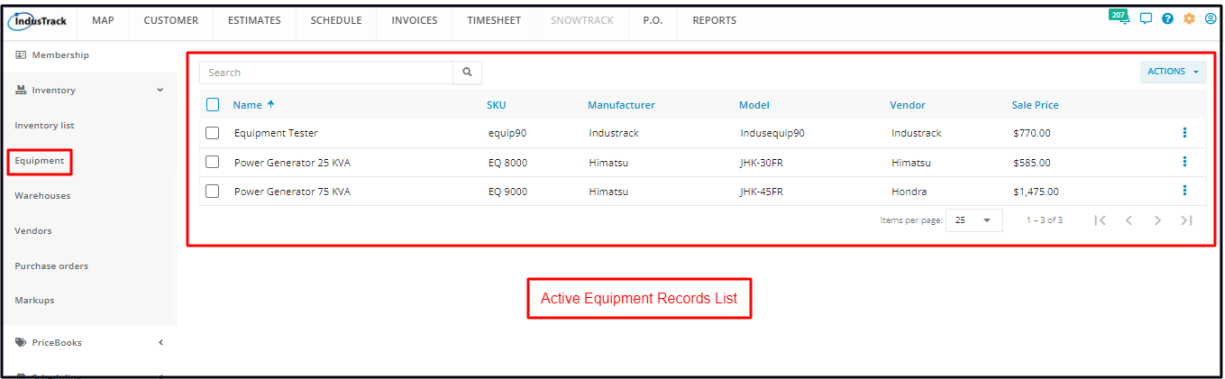 IndusTrack MAP CUSTOMER ESTIMATES SCHEDULE INVOICES TIMESHEET SNOWTRACK P.O. REPORTS 207
Membership
Inventory
Inventory list
Equipment
Warehouses
Vendors
Purchase orders
Markups
PriceBooks
Search ACTIONS
Name SKU Manufacturer Model Vendor Sale Price
Equipment Tester equip90 Industrack Indusequip90 Industrack $770.00
Power Generator 25 KVA EQ 8000 Himatsu JHK-30FR Himatsu $585.00
Power Generator 75 KVA EQ 9000 Himatsu JHK-45FR Hondra $1,475.00
Items per page: 25 1 – 3 of 3
Active Equipment Records List